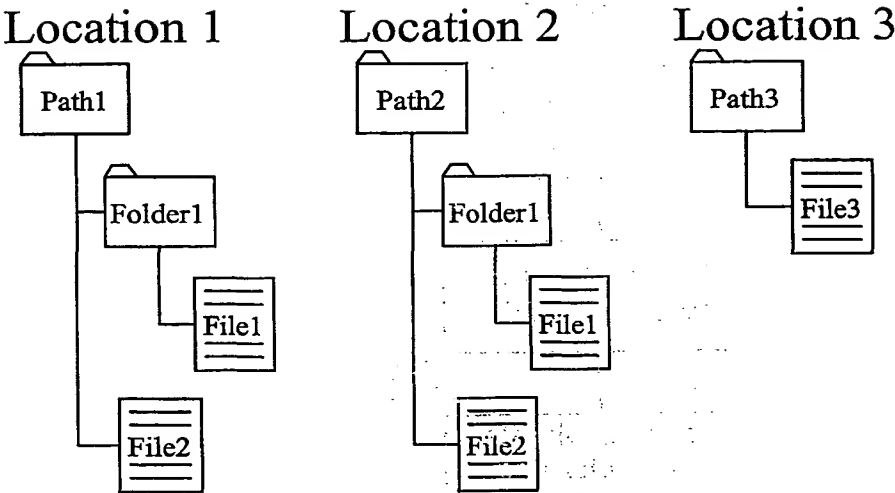 Location 1
Location 2
Location 3
Path1
Path2
Path3
Folder1
Folder1
File3
File1
File1
File2
File2